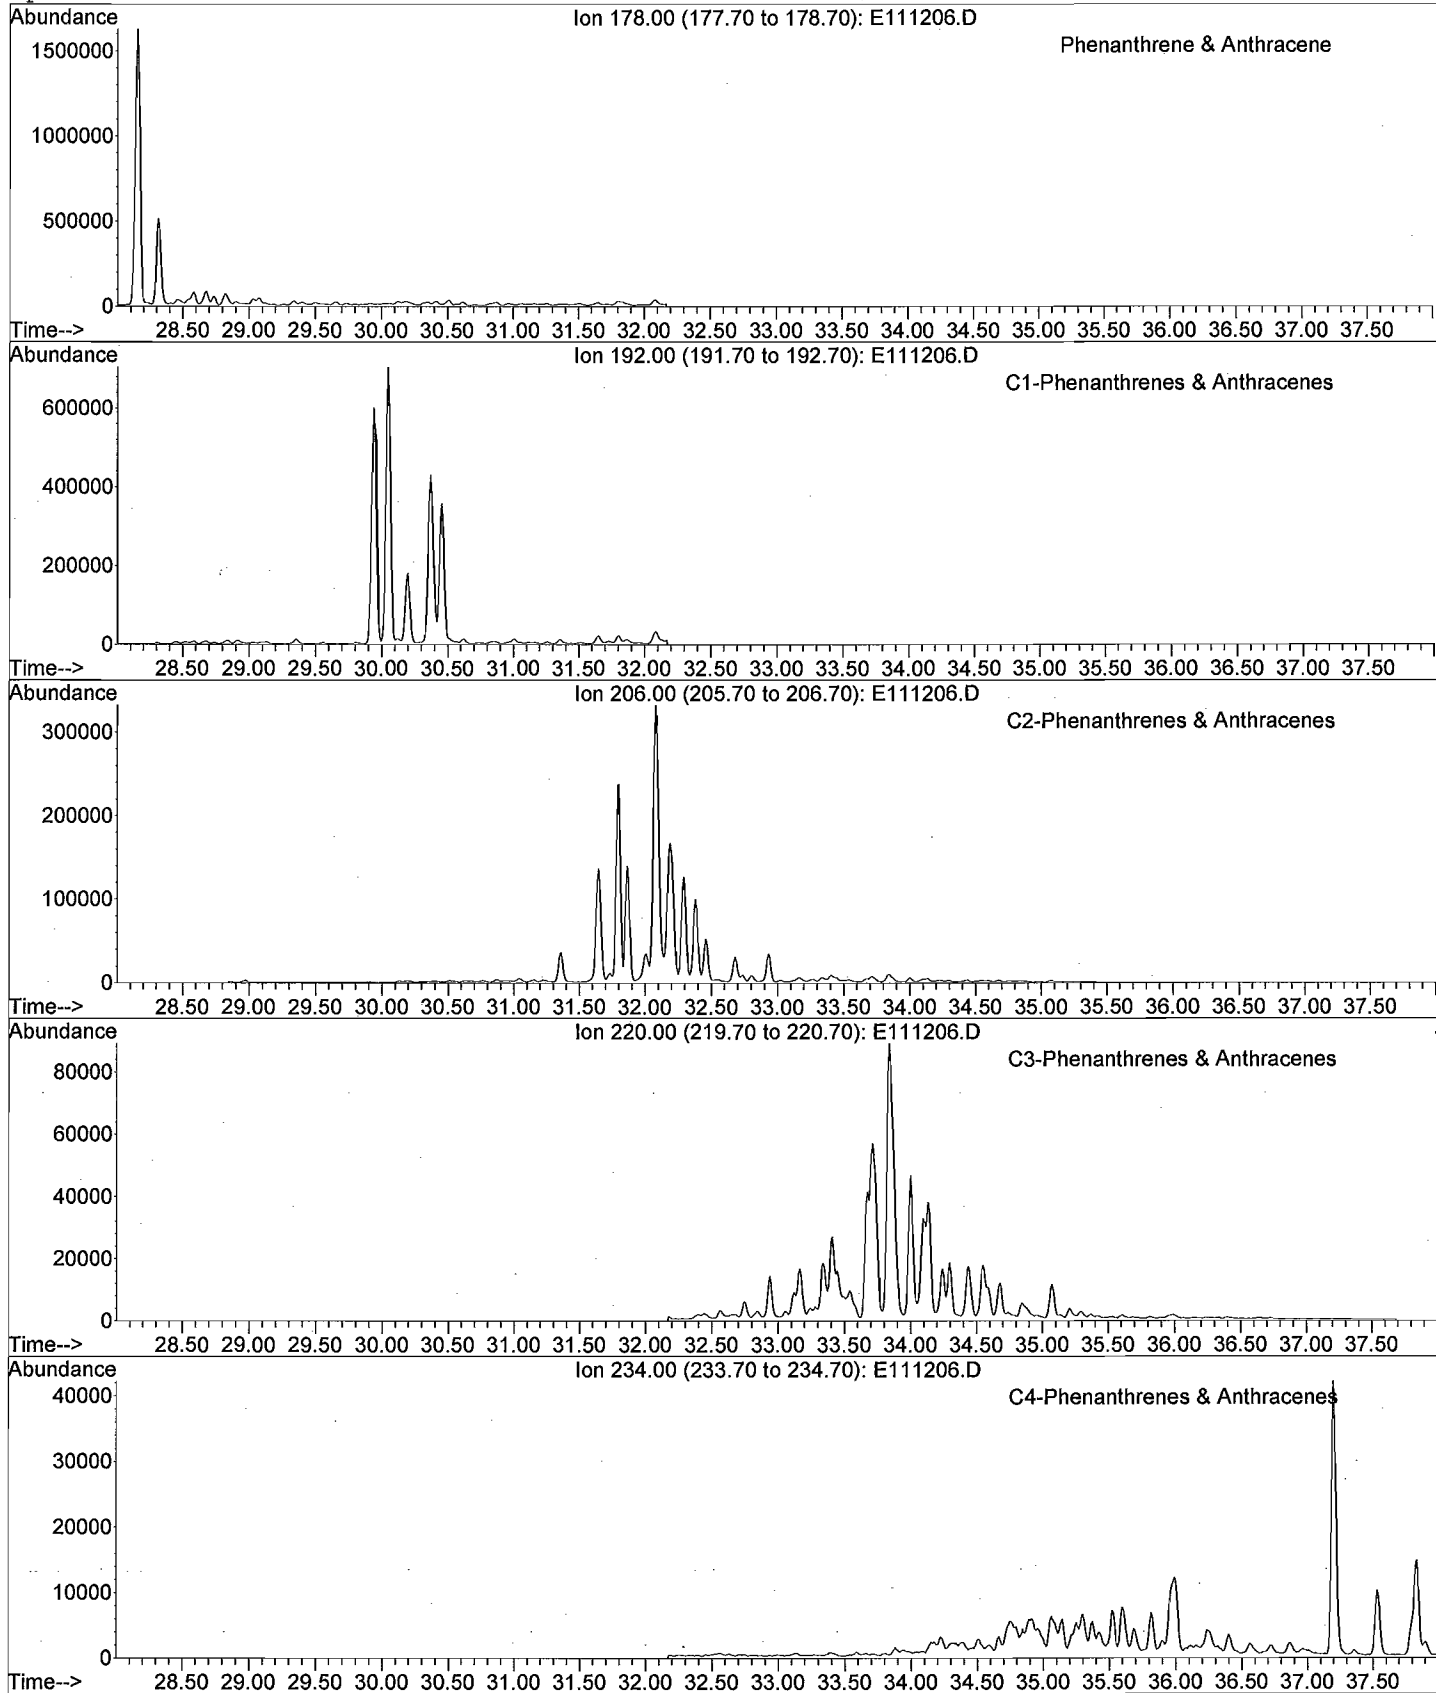 Abundance
Ion 178.00 (177.70 to 178.70): E111206.D
Phenanthrene & Anthracene
1500000
1000000
500000
0
Time-->
28.50 29.00 29.50 30.00 30.50 31.00 31.50 32.00 32.50 33.00 33.50 34.00 34.50 35.00 35.50 36.00 36.50 37.00 37.50
Abundance
Ion 192.00 (191.70 to 192.70): E111206.D
C1-Phenanthrenes & Anthracenes
600000
400000
200000
0
Time-->
28.50 29.00 29.50 30.00 30.50 31.00 31.50 32.00 32.50 33.00 33.50 34.00 34.50 35.00 35.50 36.00 36.50 37.00 37.50
Abundance
Ion 206.00 (205.70 to 206.70): E111206.D
C2-Phenanthrenes & Anthracenes
300000
200000
100000
0
Time-->
28.50 29.00 29.50 30.00 30.50 31.00 31.50 32.00 32.50 33.00 33.50 34.00 34.50 35.00 35.50 36.00 36.50 37.00 37.50
Abundance
Ion 220.00 (219.70 to 220.70): E111206.D
C3-Phenanthrenes & Anthracenes
80000
60000
40000
20000
0
Time-->
28.50 29.00 29.50 30.00 30.50 31.00 31.50 32.00 32.50 33.00 33.50 34.00 34.50 35.00 35.50 36.00 36.50 37.00 37.50
Abundance
Ion 234.00 (233.70 to 234.70): E111206.D
C4-Phenanthrenes & Anthracenes
40000
30000
20000
10000
0
Time-->
28.50 29.00 29.50 30.00 30.50 31.00 31.50 32.00 32.50 33.00 33.50 34.00 34.50 35.00 35.50 36.00 36.50 37.00 37.50